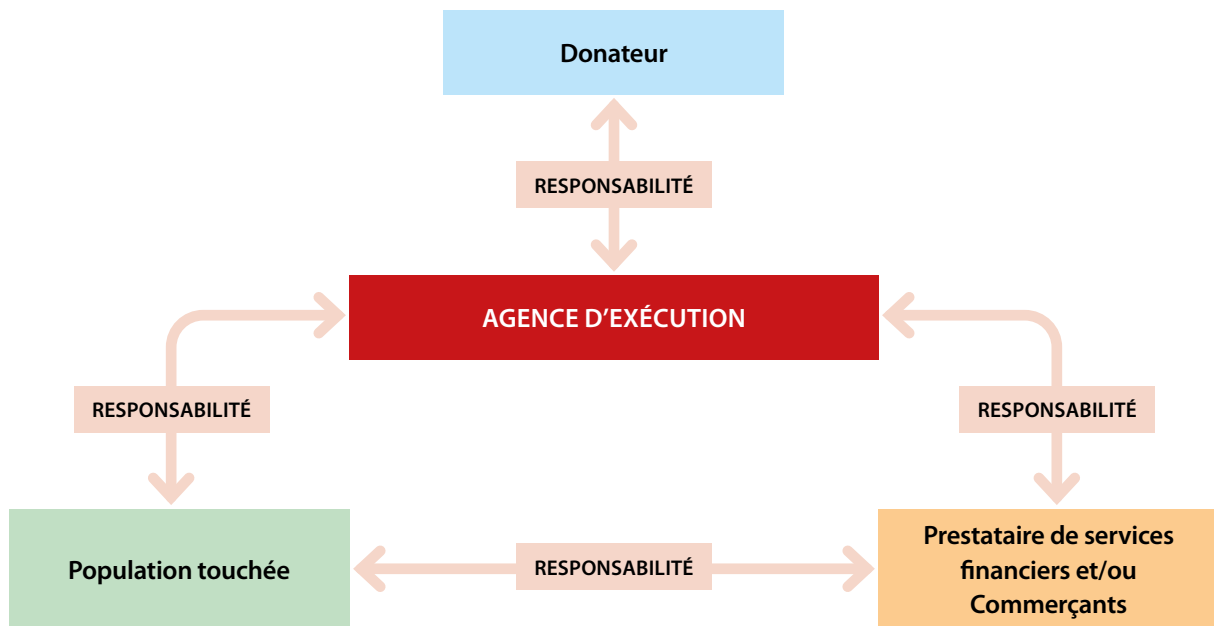 Donateur
RESPONSABILITÉ
AGENCE D’EXÉCUTION
RESPONSABILITÉ
RESPONSABILITÉ
Population touchée
RESPONSABILITÉ
Prestataire de services
financiers et/ou
Commerçants